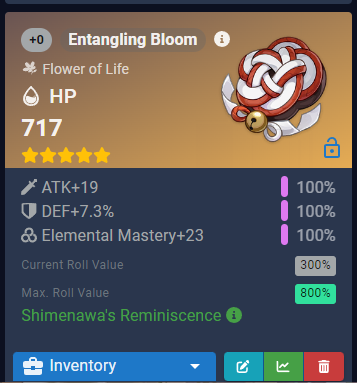 +0 Entangling Bloom
Flower of Life
HP
717
ATK+19 100%
DEF+7.3% 100%
Elemental Mastery+23 100%
Current Roll Value 300%
Max. Roll Value 800%
Shimenawa's Reminiscence
Inventory